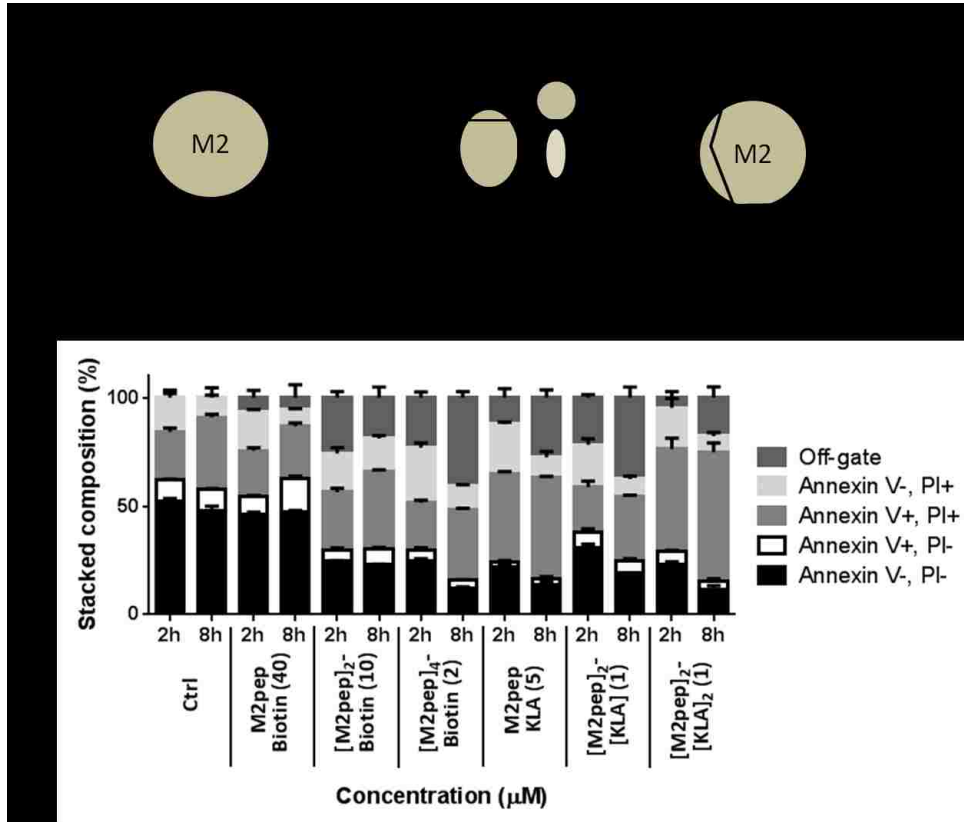 M2
M2
Stacked composition (%)
100
50
0
Off-gate
Annexin V-, PI+
Annexin V+, PI+
Annexin V+, PI-
Annexin V-, PI-
2h 8h 2h 8h 2h 8h 2h 8h 2h 8h 2h 8h 2h 8h
Ctrl
M2pep
Biotin (40)
[M2pep]₂-
Biotin (10)
[M2pep]₄-
Biotin (2)
M2pep
KLA (5)
[M2pep]₂-
[KLA] (1)
[M2pep]₂-
[KLA]₂ (1)
Concentration (μM)